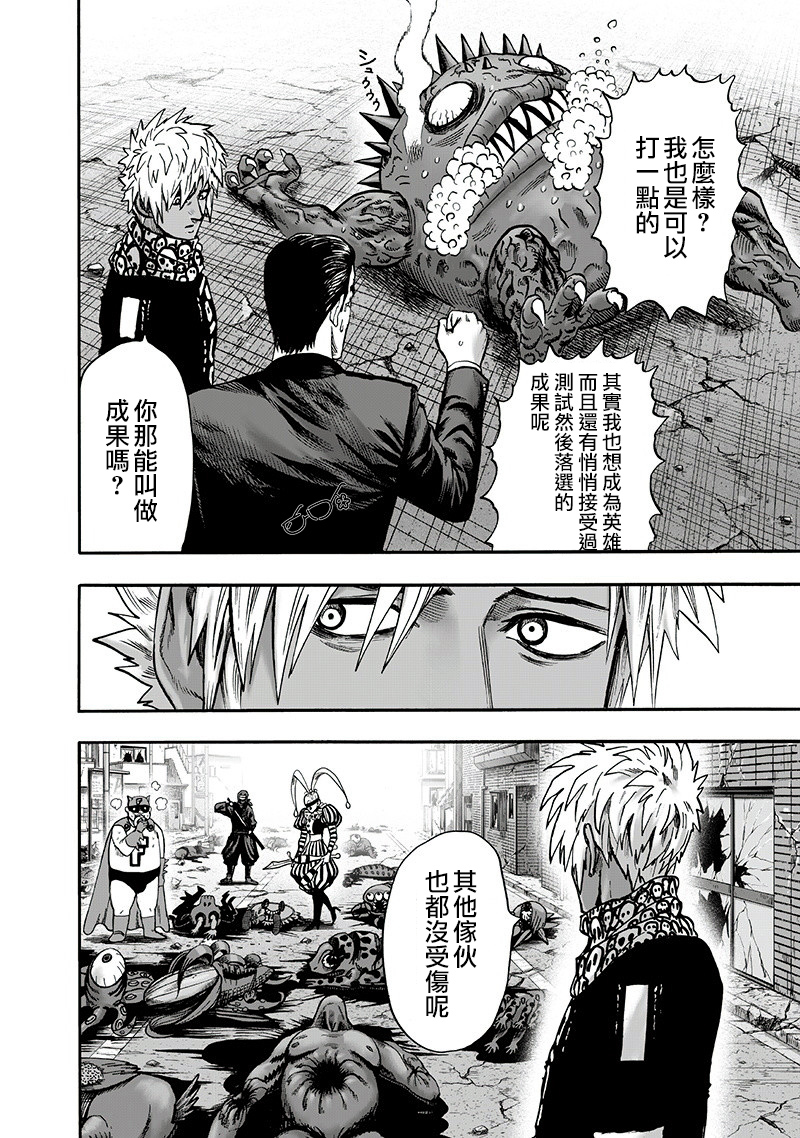 怎麼樣?
我也是可以
打一點的
シュウウウ
其實我也想成為英雄
而且還有悄悄接受過
測試然後落選的
成果呢
你那能叫做
成果嗎?
其他傢伙
也都沒受傷呢